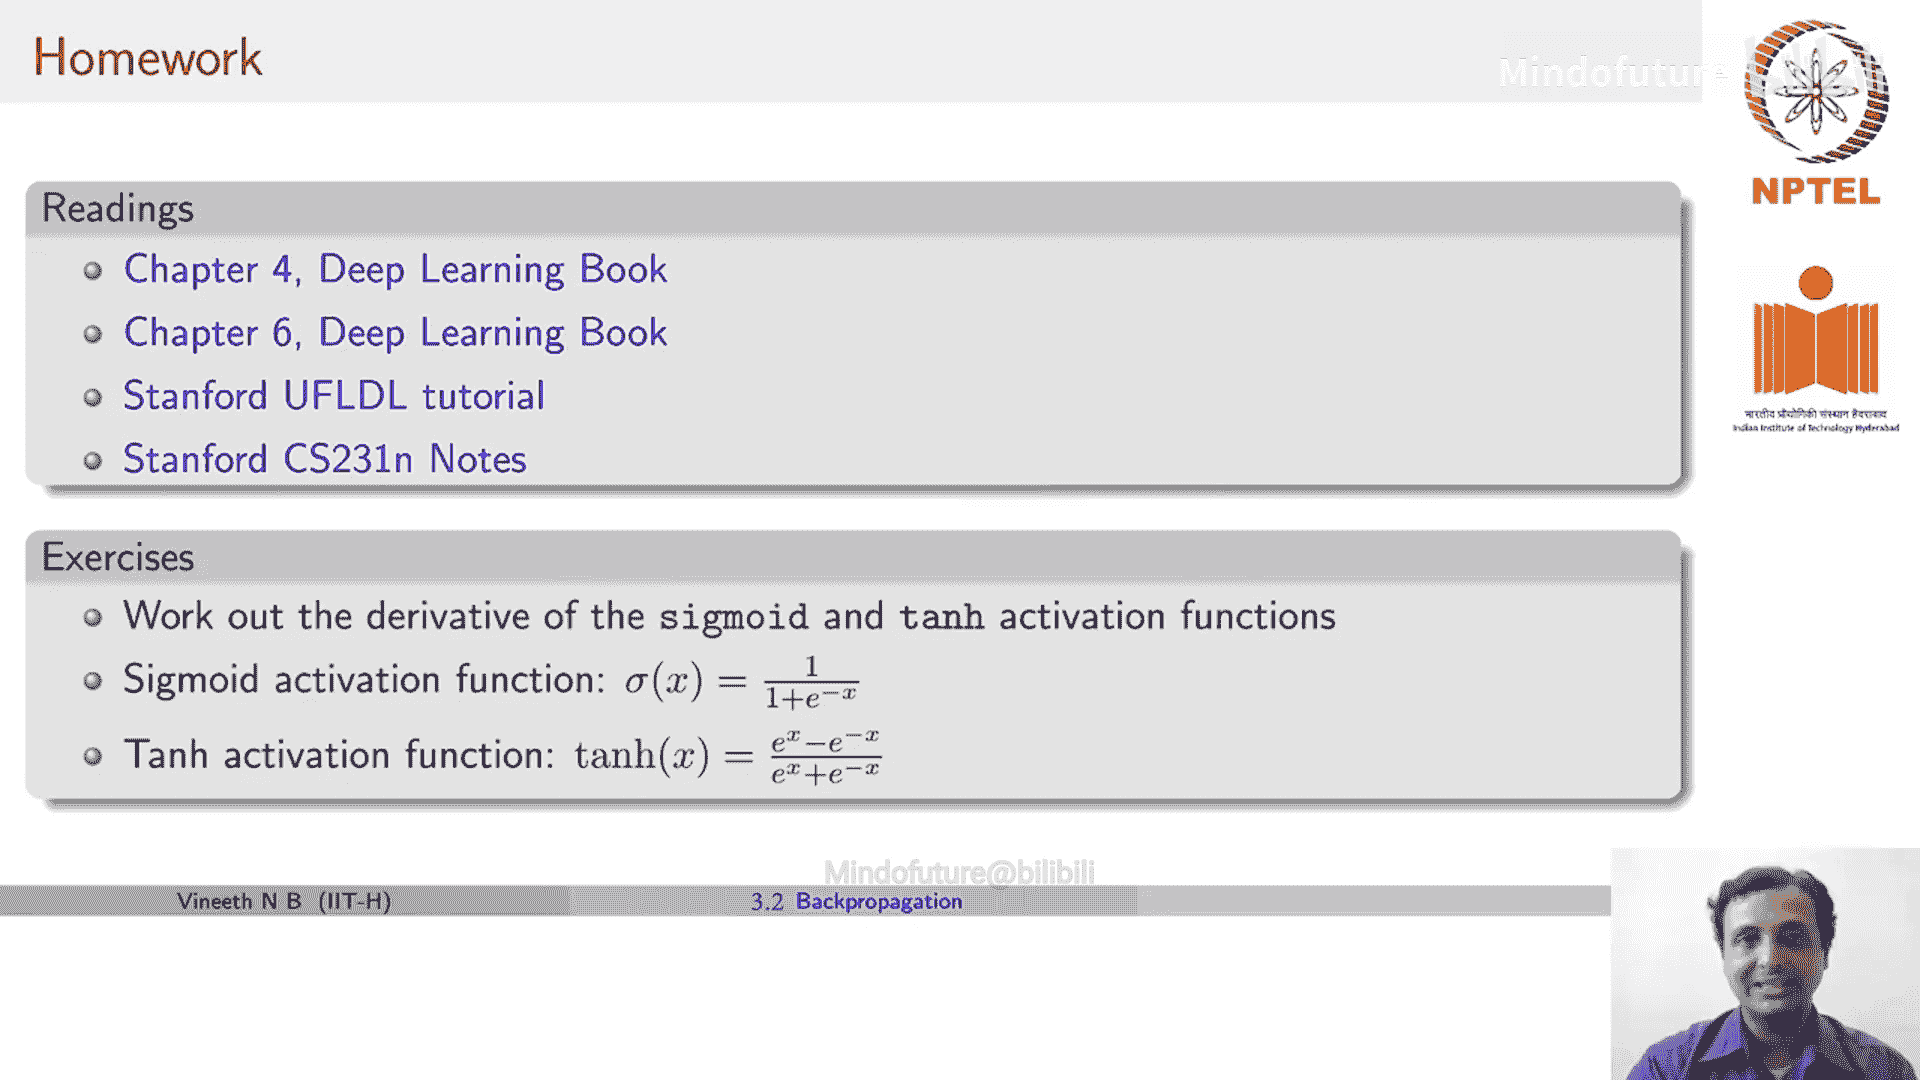 Homework
Mindofuture
NPTEL
Readings
Chapter 4, Deep Learning Book
Chapter 6, Deep Learning Book
Stanford UFLDL tutorial
Stanford CS231n Notes
भारतीय प्रौद्योगिकी संस्थान हैदराबाद
Indian Institute of Technology Hyderabad
Exercises
Work out the derivative of the sigmoid and tanh activation functions
Sigmoid activation function: σ(x) = 1/(1+e^{-x})
Tanh activation function: tanh(x) = (e^x−e^{-x})/(e^x+e^{-x})
Mindofuture@bilibili
Vineeth N B (IIT-H)
3.2 Backpropagation